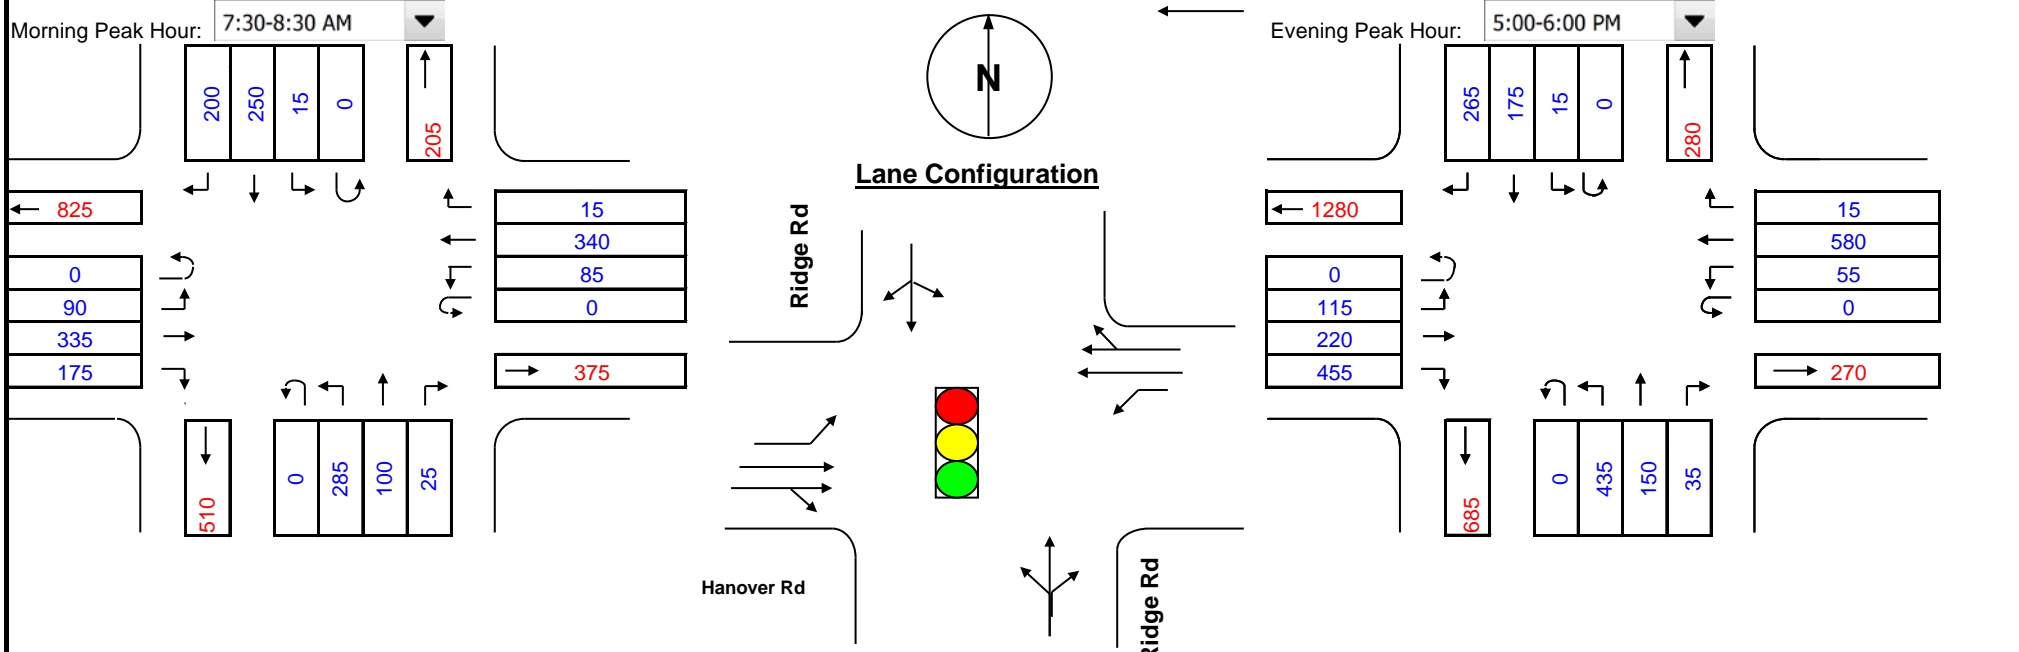 Morning Peak Hour: 7:30-8:30 AM
200 250 15 0 205
825
0
90
335
175
15
340
85
0
375
510 0 285 100 25
N
Lane Configuration
Ridge Rd
Hanover Rd
Ridge Rd
Evening Peak Hour: 5:00-6:00 PM
265 175 15 0 280
1280
0
115
220
455
15
580
55
0
270
685 0 435 150 35